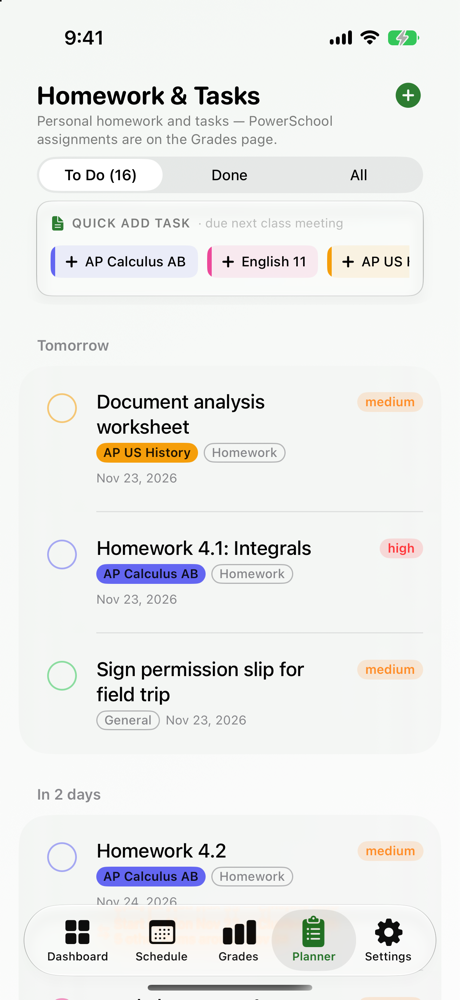 9:41
Homework & Tasks
Personal homework and tasks — PowerSchool
assignments are on the Grades page.
To Do (16)
Done
All
QUICK ADD TASK · due next class meeting
+ AP Calculus AB
+ English 11
+ AP US
Tomorrow
Document analysis
worksheet
medium
AP US History
Homework
Nov 23, 2026
Homework 4.1: Integrals
high
AP Calculus AB
Homework
Nov 23, 2026
Sign permission slip for
field trip
medium
General
Nov 23, 2026
In 2 days
Homework 4.2
medium
AP Calculus AB
Homework
Nov 24, 2026
Dashboard
Schedule
Grades
Planner
Settings